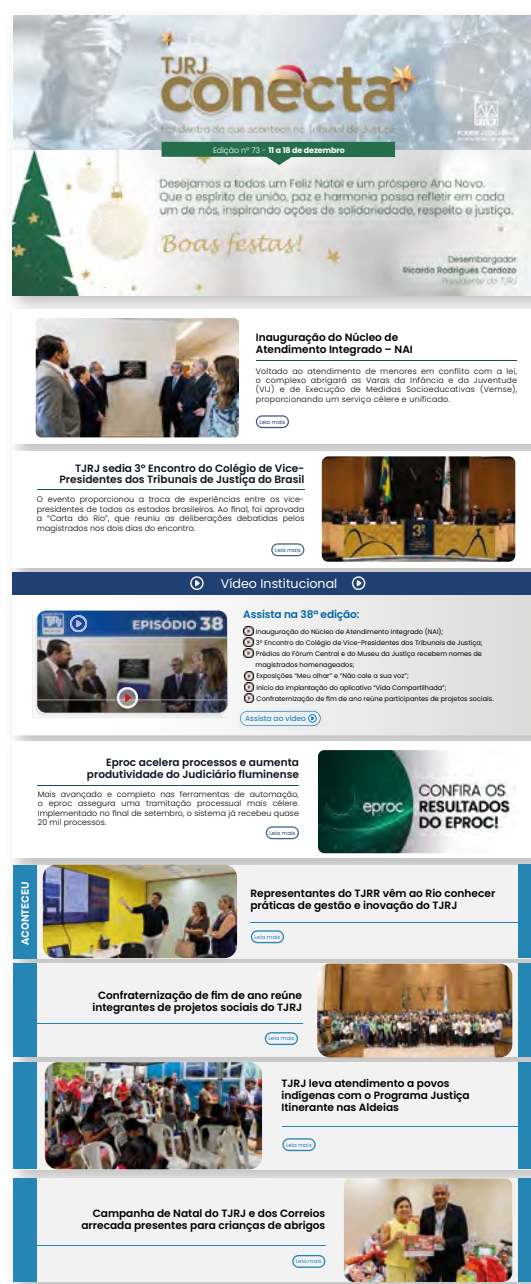 TJRJ
conecta
Por dentro do que acontece no Tribunal de Justiça
PODER JUDICIÁRIO
Edição nº 73 - 11 a 18 de dezembro
Desejamos a todos um Feliz Natal e um próspero Ano Novo.
Que o espírito de união, paz e harmonia possa refletir em cada
um de nós, inspirando ações de solidariedade, respeito e justiça.
Boas festas!
Desembargador
Ricardo Rodrigues Cardozo
Presidente do TJRJ
Inauguração do Núcleo de
Atendimento Integrado – NAI
Voltado ao atendimento de menores em conflito com a lei,
o complexo abrigará as Varas da Infância e da Juventude
(VIJ) e de Execução de Medidas Socioeducativas (Vemse),
proporcionando um serviço célere e unificado.
Leia mais
TJRJ sedia 3º Encontro do Colégio de Vice-
Presidentes dos Tribunais de Justiça do Brasil
O evento proporcionou a troca de experiências entre os vice-
presidentes de todos os estados brasileiros. Ao final, foi aprovada
a “Carta do Rio”, que reuniu as deliberações debatidas pelos
magistrados nos dois dias do encontro.
Leia mais
3º
Vídeo Institucional
TJRJ
EPISÓDIO 38
Assista na 38ª edição:
Inauguração do Núcleo de Atendimento Integrado (NAI);
3º Encontro do Colégio de Vice-Presidentes dos Tribunais de Justiça;
Prédios do Fórum Central e do Museu da Justiça recebem nomes de
magistrados homenageados;
Exposições “Meu olhar” e “Não cale a sua voz”;
Início da implantação do aplicativo “Vida Compartilhada”;
Confraternização de fim de ano reúne participantes de projetos sociais.
Assista ao vídeo
Eproc acelera processos e aumenta
produtividade do Judiciário fluminense
Mais avançado e completo nas ferramentas de automação,
o eproc assegura uma tramitação processual mais célere.
Implementado no final de setembro, o sistema já recebeu quase
20 mil processos.
Leia mais
eproc
CONFIRA OS
RESULTADOS
DO EPROC!
ACONTECEU
Representantes do TJRR vêm ao Rio conhecer
práticas de gestão e inovação do TJRJ
Leia mais
Confraternização de fim de ano reúne
integrantes de projetos sociais do TJRJ
Leia mais
TJRJ leva atendimento a povos
indígenas com o Programa Justiça
Itinerante nas Aldeias
Leia mais
Campanha de Natal do TJRJ e dos Correios
arrecada presentes para crianças de abrigos
Leia mais